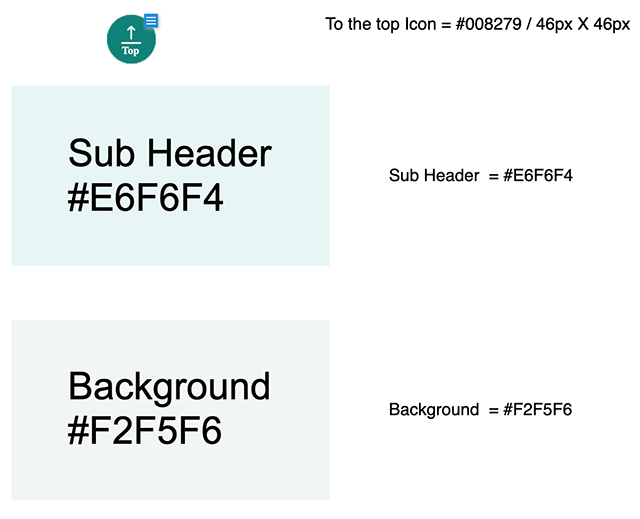 Top
To the top Icon = #008279 / 46px X 46px
Sub Header
#E6F6F4
Sub Header = #E6F6F4
Background
#F2F5F6
Background = #F2F5F6